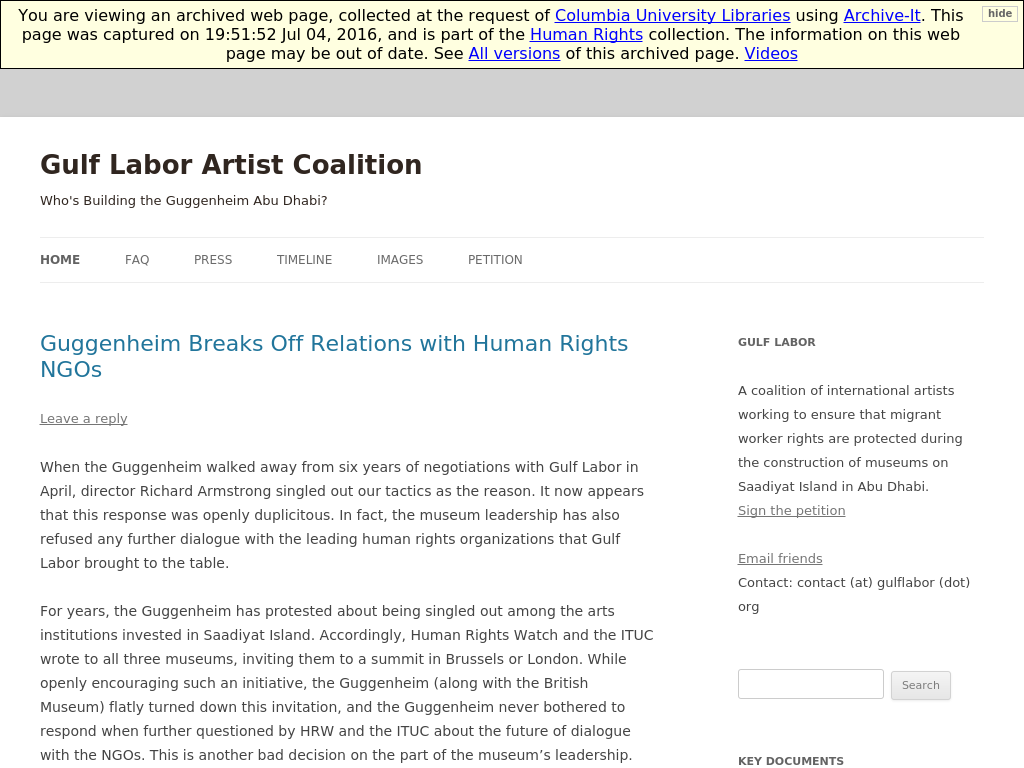 You are viewing an archived web page, collected at the request of Columbia University Libraries using Archive-It. This
page was captured on 19:51:52 Jul 04, 2016, and is part of the Human Rights collection. The information on this web
page may be out of date. See All versions of this archived page. Videos
hide
Gulf Labor Artist Coalition
Who's Building the Guggenheim Abu Dhabi?
HOME FAQ PRESS TIMELINE IMAGES PETITION
Guggenheim Breaks Off Relations with Human Rights
NGOs
Leave a reply
When the Guggenheim walked away from six years of negotiations with Gulf Labor in
April, director Richard Armstrong singled out our tactics as the reason. It now appears
that this response was openly duplicitous. In fact, the museum leadership has also
refused any further dialogue with the leading human rights organizations that Gulf
Labor brought to the table.
For years, the Guggenheim has protested about being singled out among the arts
institutions invested in Saadiyat Island. Accordingly, Human Rights Watch and the ITUC
wrote to all three museums, inviting them to a summit in Brussels or London. While
openly encouraging such an initiative, the Guggenheim (along with the British
Museum) flatly turned down this invitation, and the Guggenheim never bothered to
respond when further questioned by HRW and the ITUC about the future of dialogue
with the NGOs. This is another bad decision on the part of the museum’s leadership.
GULF LABOR
A coalition of international artists
working to ensure that migrant
worker rights are protected during
the construction of museums on
Saadiyat Island in Abu Dhabi.
Sign the petition
Email friends
Contact: contact (at) gulflabor (dot)
org
Search
KEY DOCUMENTS